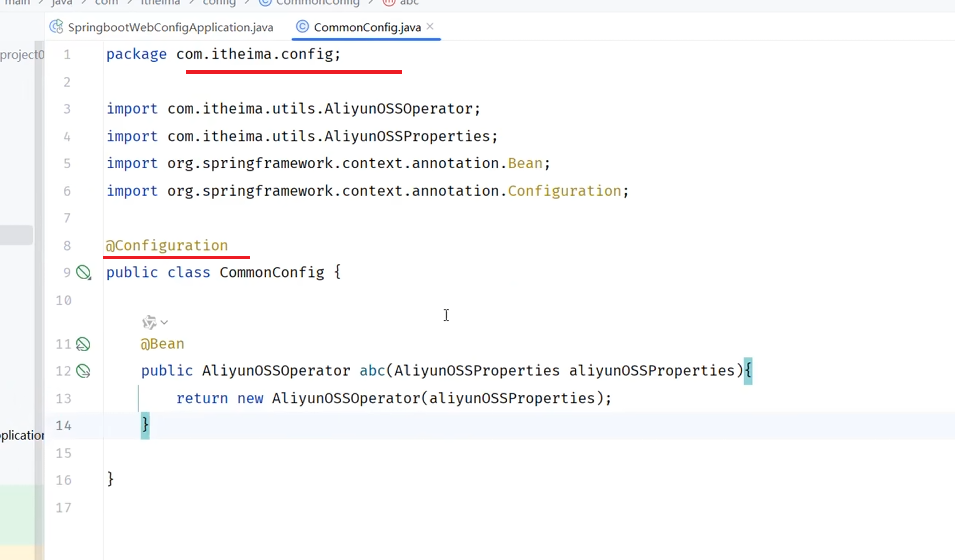 main > java > com > itheima > config > CommonConfig > abc
SpringbootWebConfigApplication.java CommonConfig.java
project0
1 package com.itheima.config;
2
3 import com.itheima.utils.AliyunOSSOperator;
4 import com.itheima.utils.AliyunOSSProperties;
5 import org.springframework.context.annotation.Bean;
6 import org.springframework.context.annotation.Configuration;
7
8 @Configuration
9 public class CommonConfig {
10
11 @Bean
12 public AliyunOSSOperator abc(AliyunOSSProperties aliyunOSSProperties){
13 return new AliyunOSSOperator(aliyunOSSProperties);
14 }
plication
15
16 }
17